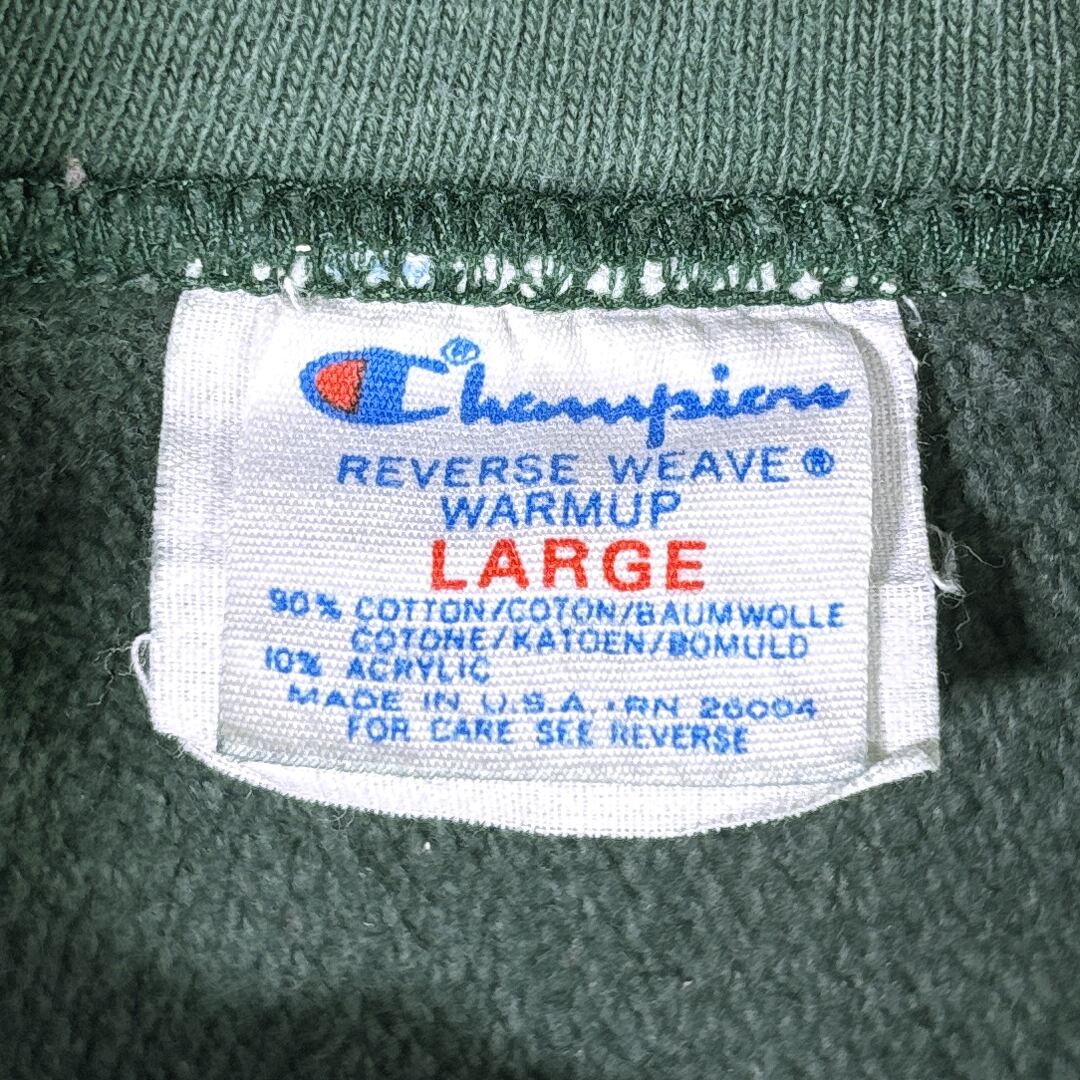 Champion®
REVERSE WEAVE®
WARMUP
LARGE
90% COTTON/COTON/BAUMWOLLE
COTONE/KATOEN/BOMULD
10% ACRYLIC
MADE IN U.S.A. • RN 26004
FOR CARE SEE REVERSE